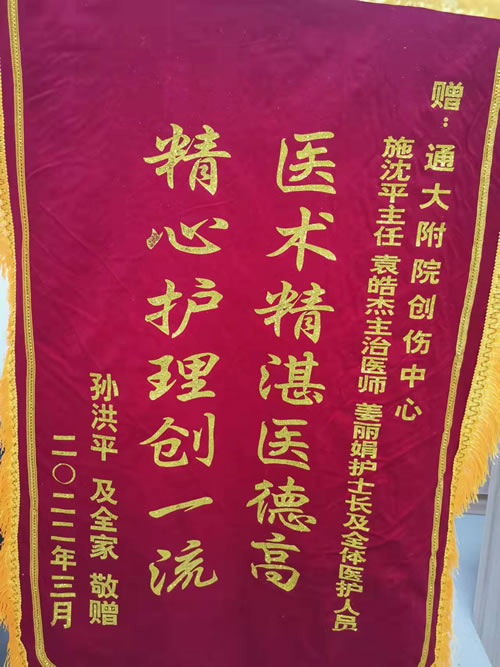 赠：通大附院创伤中心
施沈平主任 袁皓杰主治医师 姜丽娟护士长及全体医护人员
医术精湛医德高
精心护理创一流
孙洪平 及全家 敬赠
二〇二二年三月